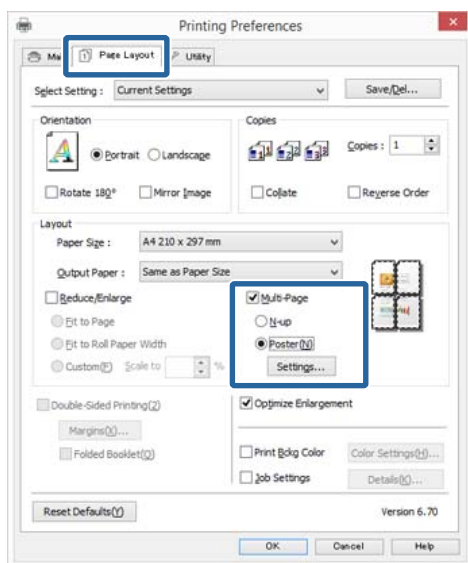 Printing Preferences
Ma Page Layout Utility
Select Setting : Current Settings Save/Del...
Orientation Copies
Portrait Landscape Copies : 1
Rotate 180° Mirror Image Collate Reverse Order
Layout
Paper Size : A4 210 x 297 mm
Output Paper : Same as Paper Size
Reduce/Enlarge Multi-Page
Fit to Page N-up
Fit to Roll Paper Width Poster(N)
Custom(F) Scale to % Settings...
Double-Sided Printing(2) Optimize Enlargement
Margins(X)...
Folded Booklet(Q) Print Bckg Color Color Settings(H)...
Job Settings Details(K)...
Reset Defaults(Y) Version 6.70
OK Cancel Help